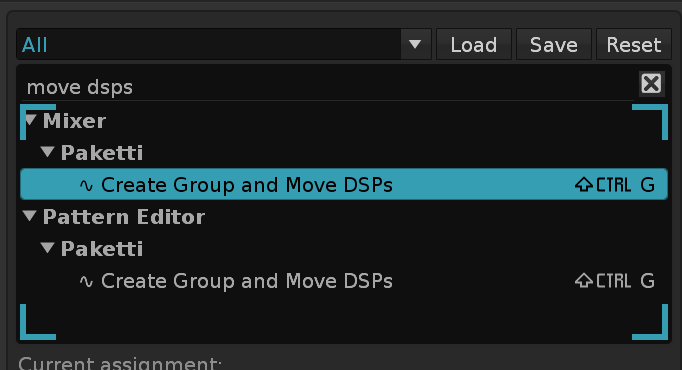 All Load Save Reset
move dsps
Mixer
Paketti
∿ Create Group and Move DSPs ⇧CTRL G
Pattern Editor
Paketti
∿ Create Group and Move DSPs ⇧CTRL G
Current assignment: